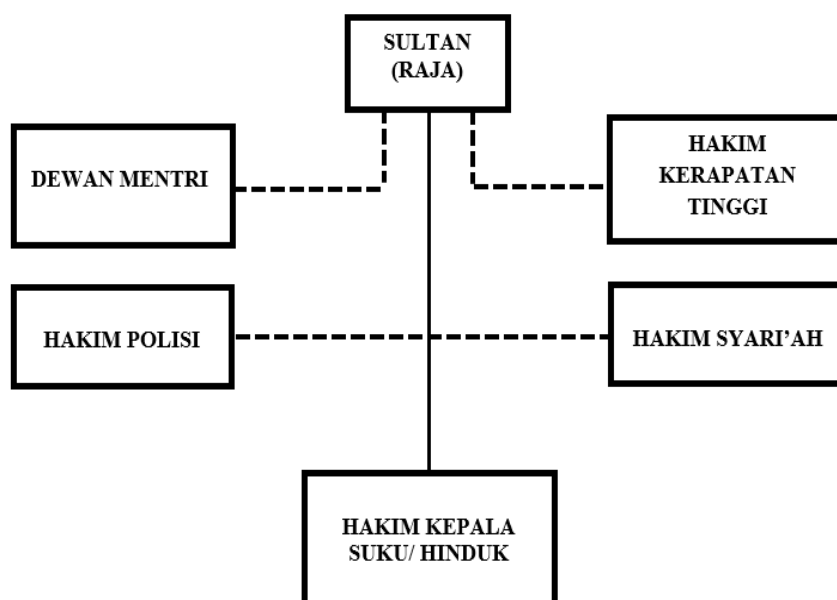 SULTAN
(RAJA)
DEWAN MENTRI
HAKIM
KERAPATAN
TINGGI
HAKIM POLISI
HAKIM SYARI’AH
HAKIM KEPALA
SUKU/ HINDUK